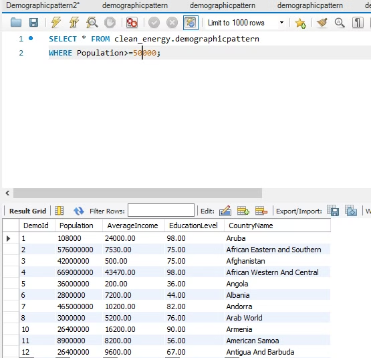 Demographicpattern2* demographicpattern demographicpattern demographicpattern de
Limit to 1000 rows
1 SELECT * FROM clean_energy.demographicpattern
2 WHERE Population>=50000;
Result Grid Filter Rows: Edit: Export/Import: W
DemoId Population AverageIncome EducationLevel CountryName
1 108000 24000.00 98.00 Aruba
2 576000000 7530.00 75.00 African Eastern and Southern
3 42000000 500.00 75.00 Afghanistan
4 669000000 43470.00 98.00 African Western And Central
5 36000000 200.00 36.00 Angola
6 2800000 7200.00 44.00 Albania
7 465000000 10200.00 82.00 Andorra
8 3000000 5200.00 76.00 Arab World
10 26400000 16200.00 90.00 Armenia
11 8900000 8200.00 56.00 American Samoa
12 26400000 9600.00 67.00 Antigua And Barbuda